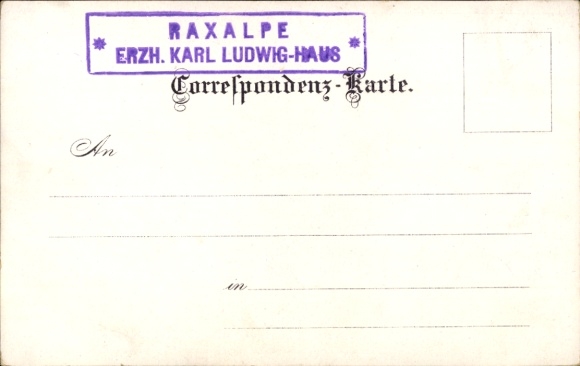 RAXALPE
ERZH. KARL LUDWIG-HAUS
Correspondenz-Karte.
An
in